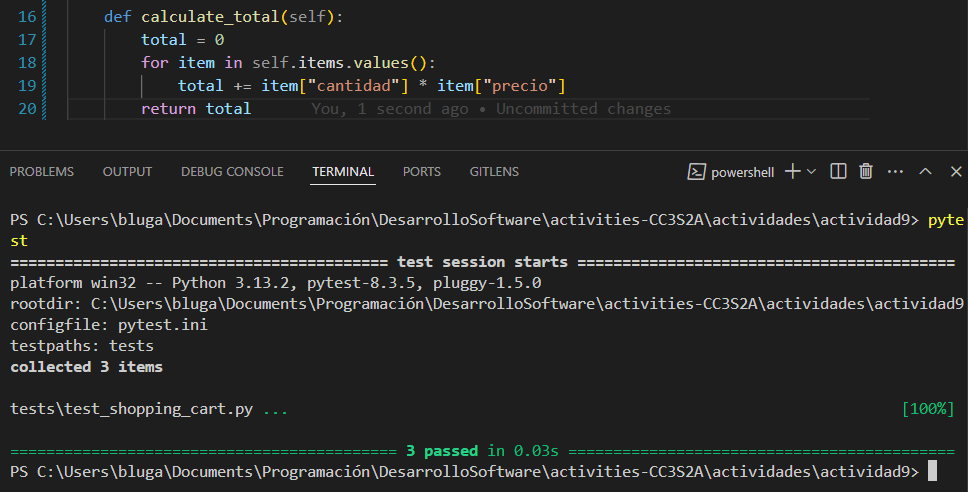 16 def calculate_total(self):
17 total = 0
18 for item in self.items.values():
19 total += item["cantidad"] * item["precio"]
20 return total You, 1 second ago • Uncommitted changes
PROBLEMS OUTPUT DEBUG CONSOLE TERMINAL PORTS GITLENS powershell
PS C:\Users\bluga\Documents\Programación\DesarrolloSoftware\activities-CC3S2A\actividades\actividad9> pyte
st
========================================= test session starts =========================================
platform win32 -- Python 3.13.2, pytest-8.3.5, pluggy-1.5.0
rootdir: C:\Users\bluga\Documents\Programación\DesarrolloSoftware\activities-CC3S2A\actividades\actividad9
configfile: pytest.ini
testpaths: tests
collected 3 items
tests\test_shopping_cart.py ... [100%]
========================================== 3 passed in 0.03s ==========================================
PS C:\Users\bluga\Documents\Programación\DesarrolloSoftware\activities-CC3S2A\actividades\actividad9>